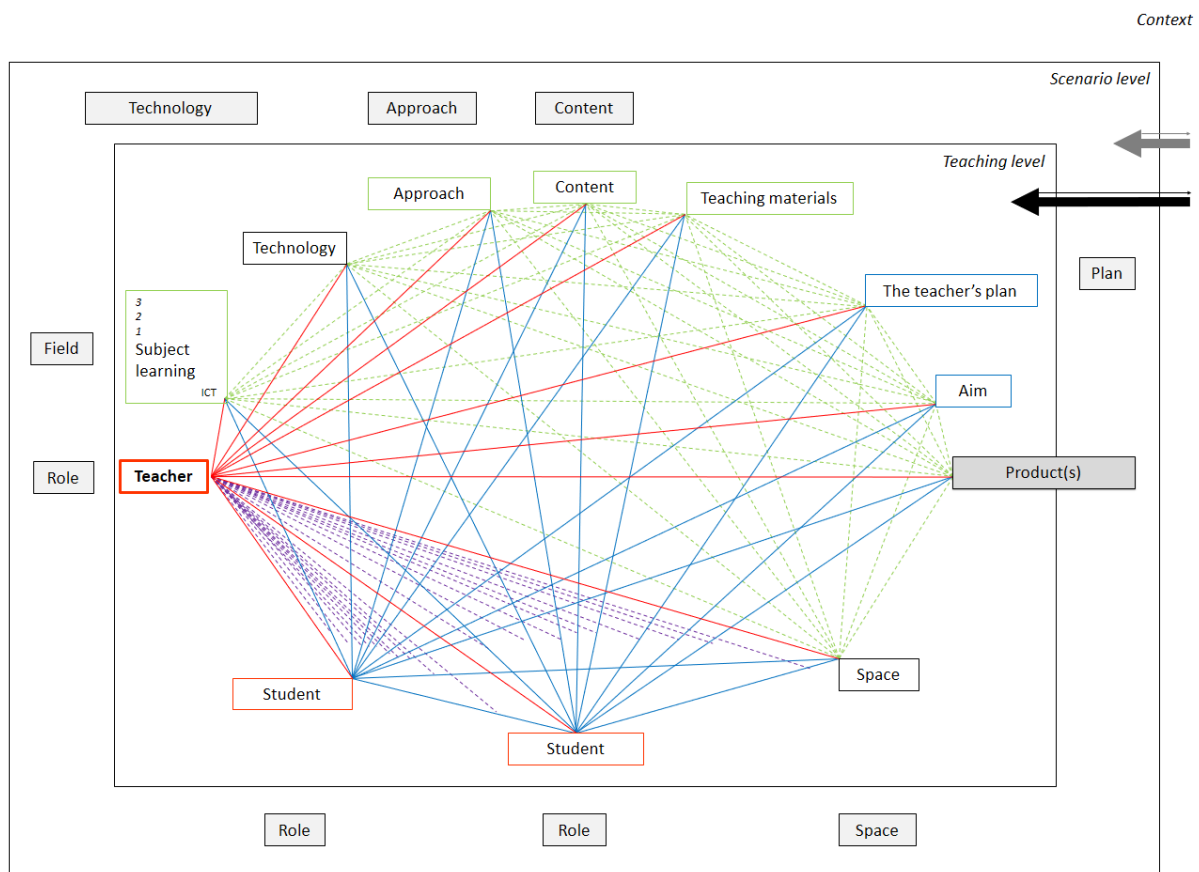 Context
Scenario level
Technology
Approach
Content
Teaching level
Approach
Content
Teaching materials
Technology
Plan
The teacher's plan
3
2
1
Subject
learning
ICT
Field
Aim
Role
Teacher
Product(s)
Student
Space
Student
Role
Role
Space